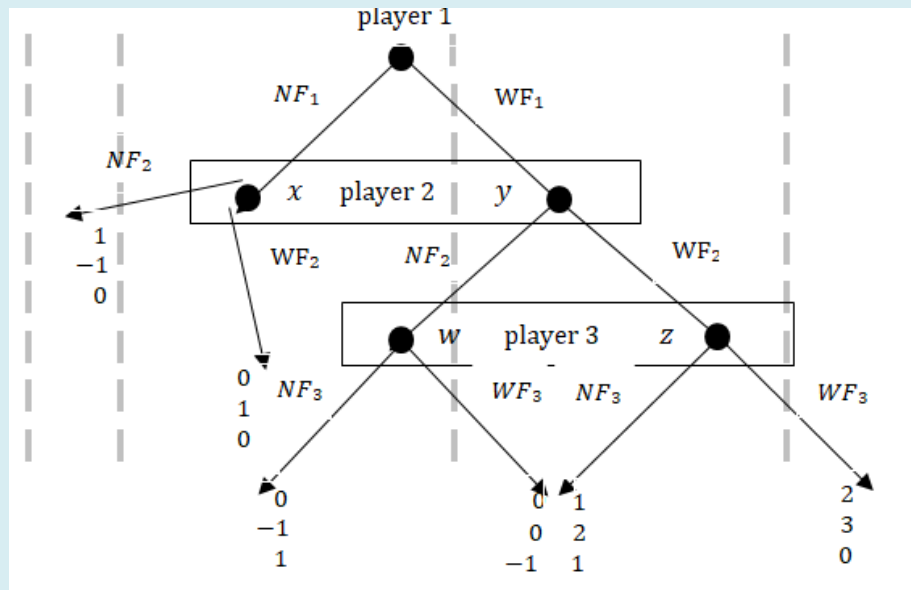 player 1
NF₁ WF₁
NF₂
x player 2 y
1
−1
0
WF₂ NF₂ WF₂
w player 3 z
0
1
0
NF₃ WF₃ NF₃ WF₃
0 0 1 2
−1 0 2 3
1 −1 1 0